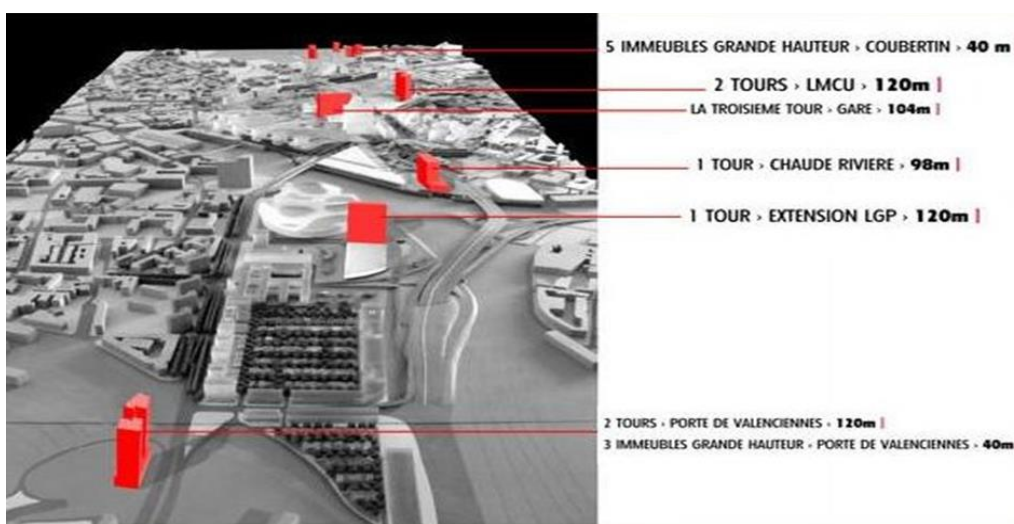 5 IMMEUBLES GRANDE HAUTEUR › COUBERTIN › 40 m
2 TOURS › LMCU › 120m
LA TROISIEME TOUR › GARE › 104m
1 TOUR › CHAUDE RIVIERE › 98m
1 TOUR › EXTENSION LGP › 120m
2 TOURS › PORTE DE VALENCIENNES › 120m
3 IMMEUBLES GRANDE HAUTEUR › PORTE DE VALENCIENNES › 40m